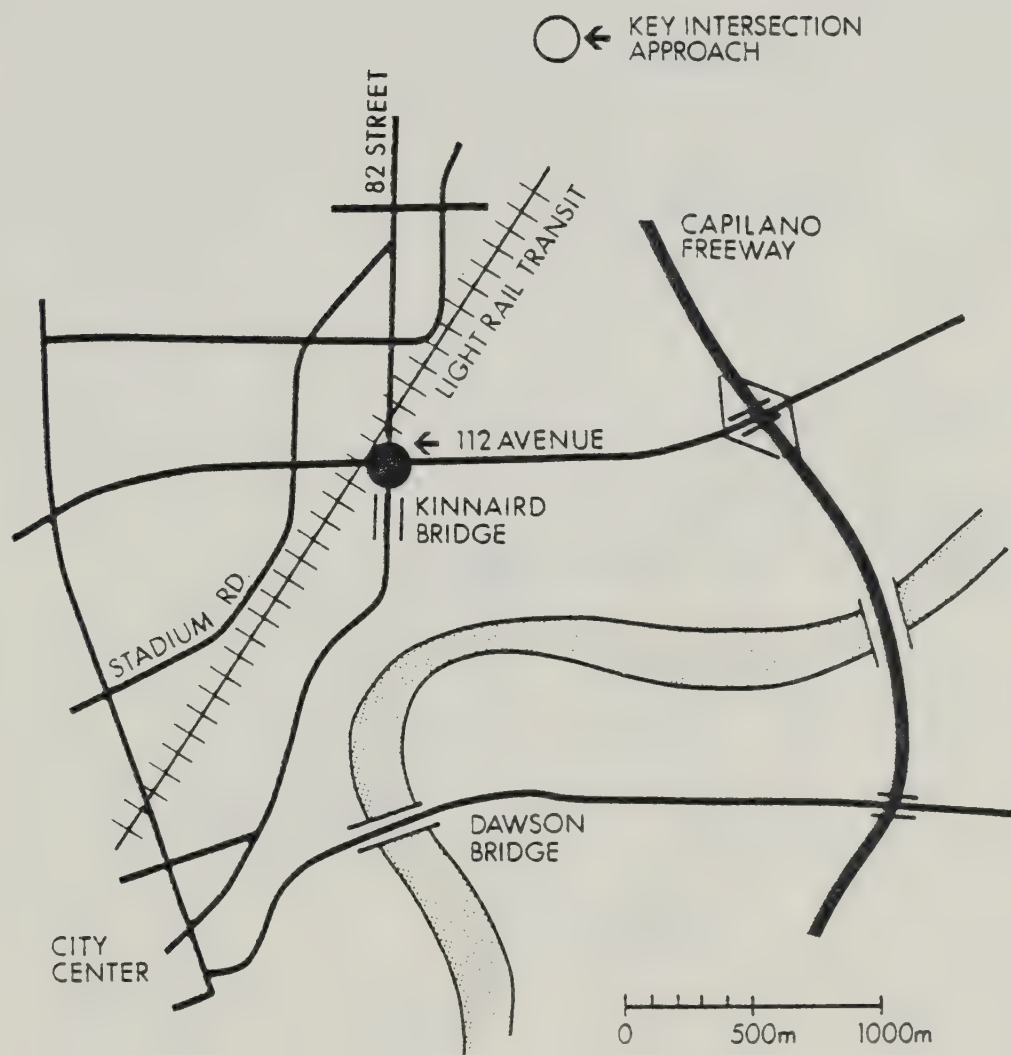 KEY INTERSECTION
APPROACH
82 STREET
LIGHT RAIL TRANSIT
CAPILANO
FREEWAY
112 AVENUE
KINNAIRD
BRIDGE
STADIUM RD.
DAWSON
BRIDGE
CITY
CENTER
0 500m 1000m